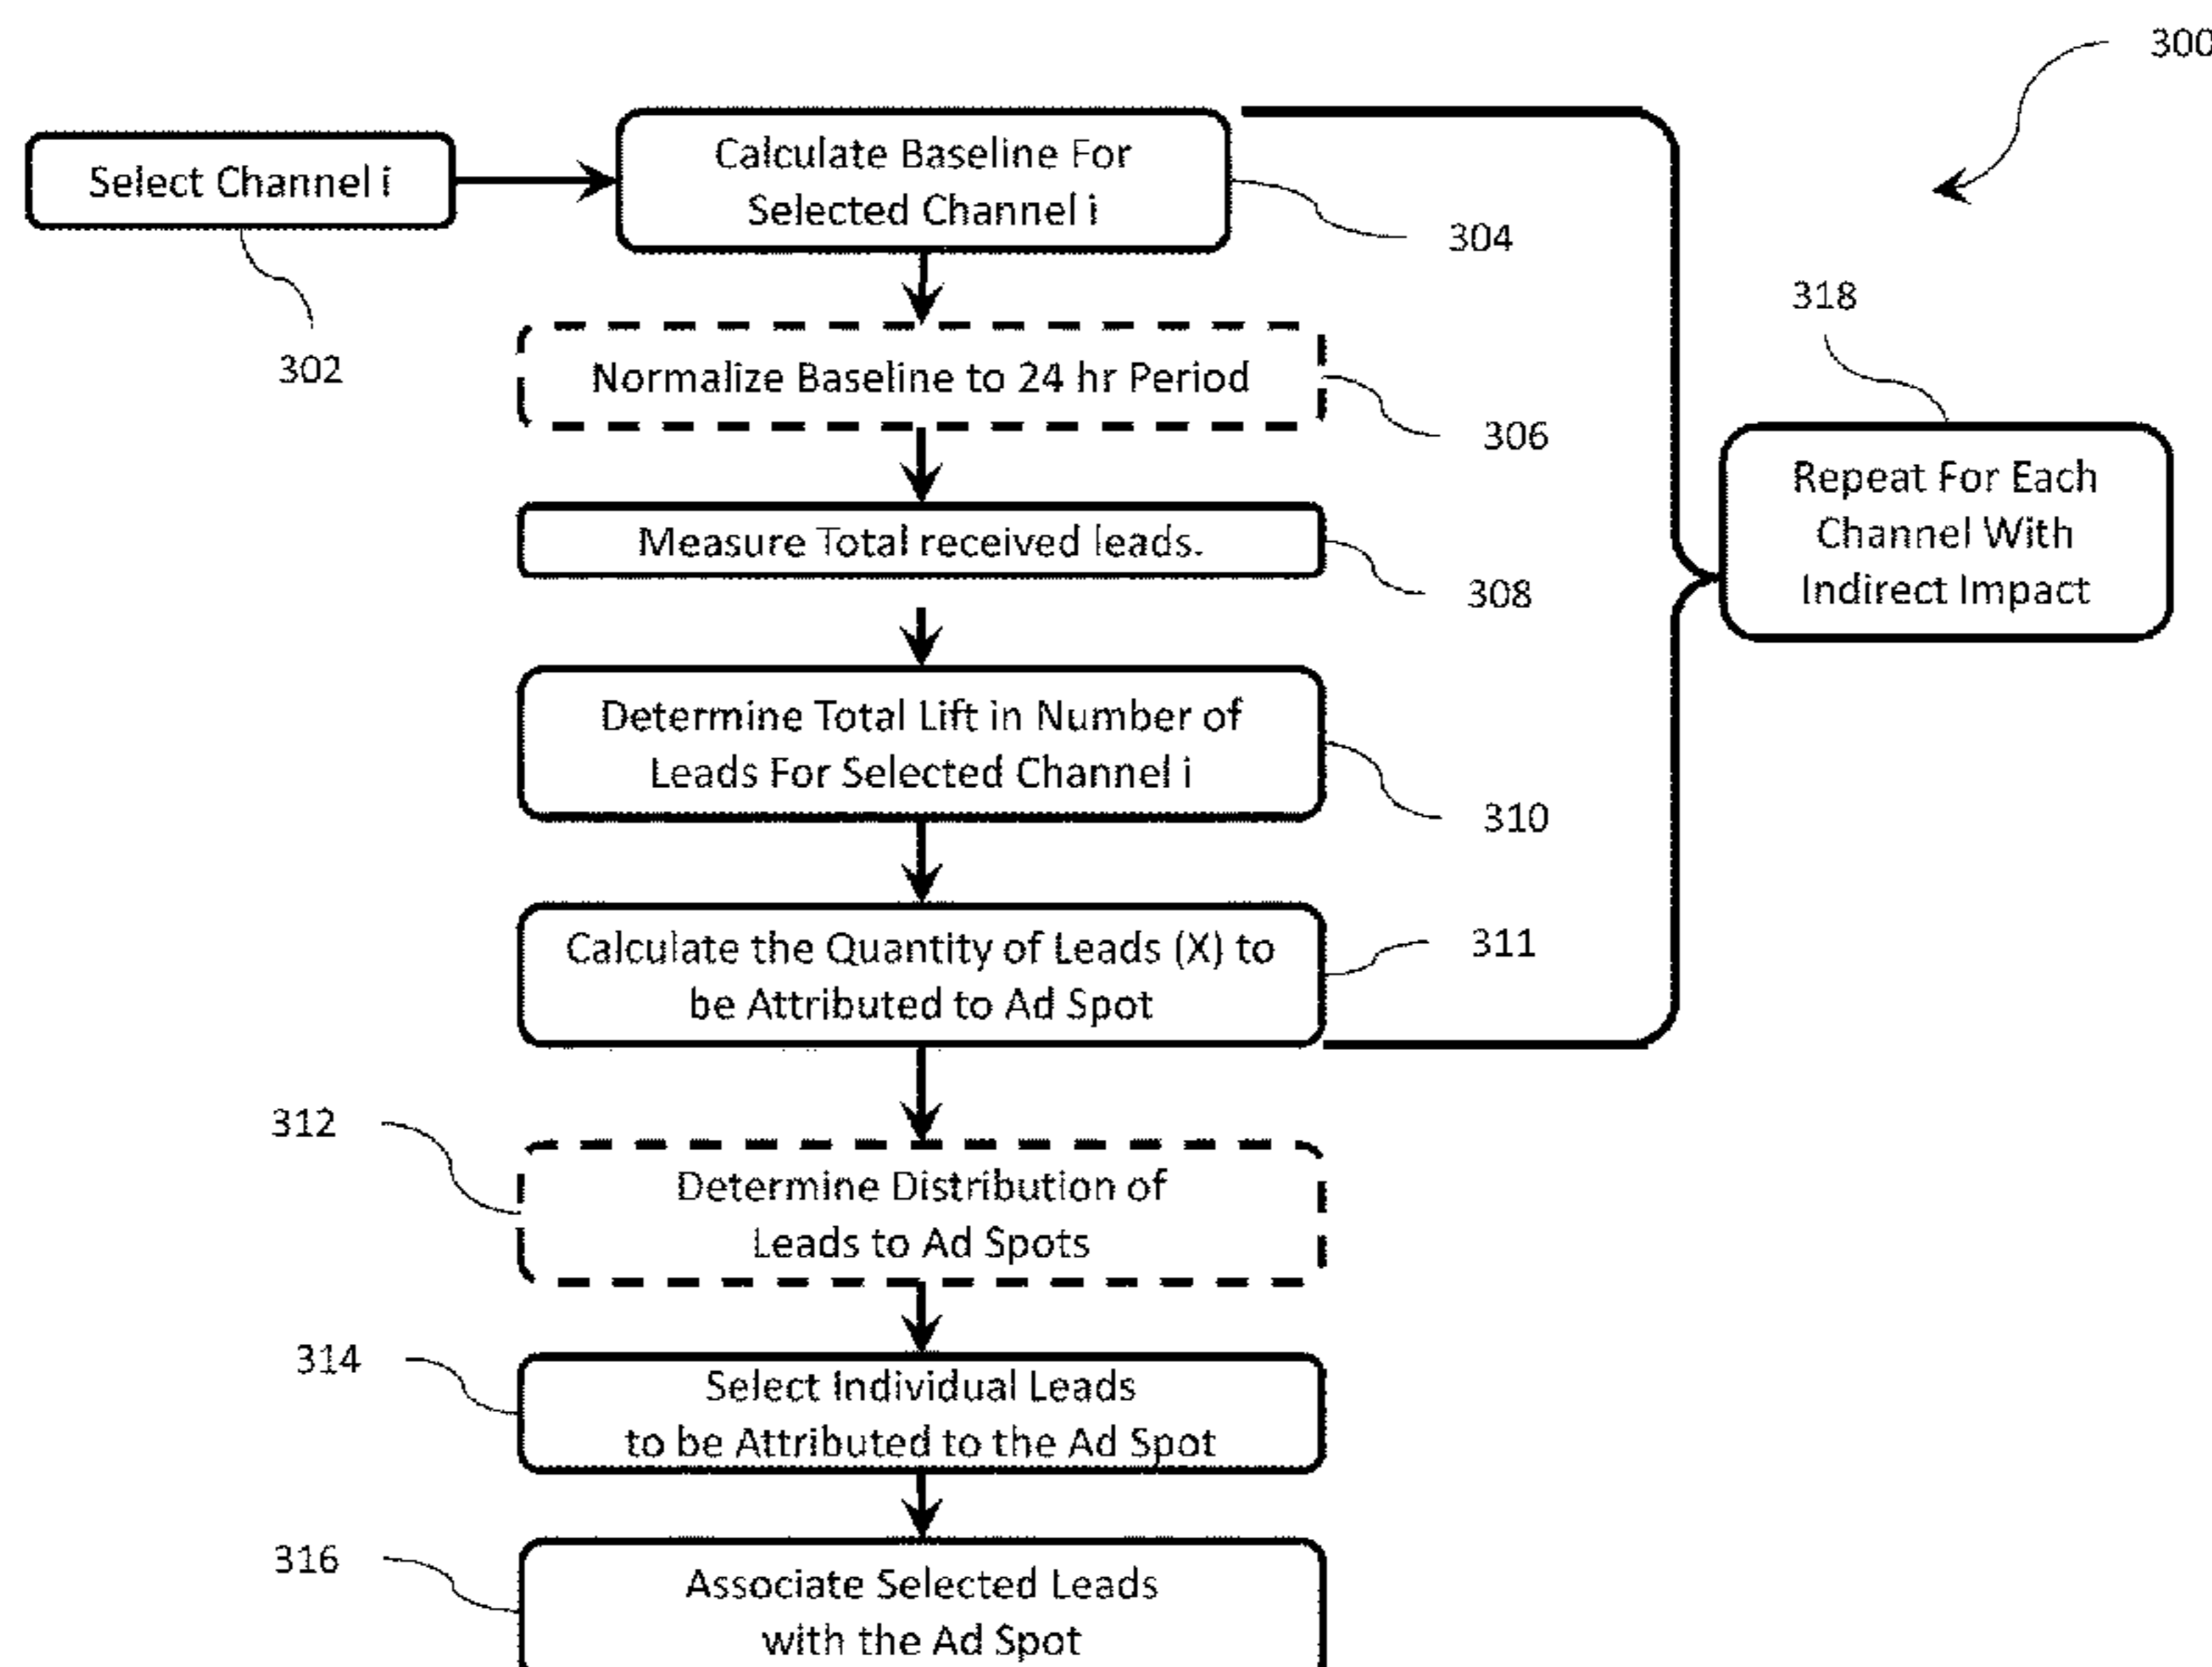 300
Select Channel i
302
Calculate Baseline For
Selected Channel i
304
Normalize Baseline to 24 hr Period
306
Measure Total received leads.
308
Determine Total Lift in Number of
Leads For Selected Channel i
310
Calculate the Quantity of Leads (X) to
be Attributed to Ad Spot
311
318
Repeat For Each
Channel With
Indirect Impact
312
Determine Distribution of
Leads to Ad Spots
314
Select Individual Leads
to be Attributed to the Ad Spot
316
Associate Selected Leads
with the Ad Spot